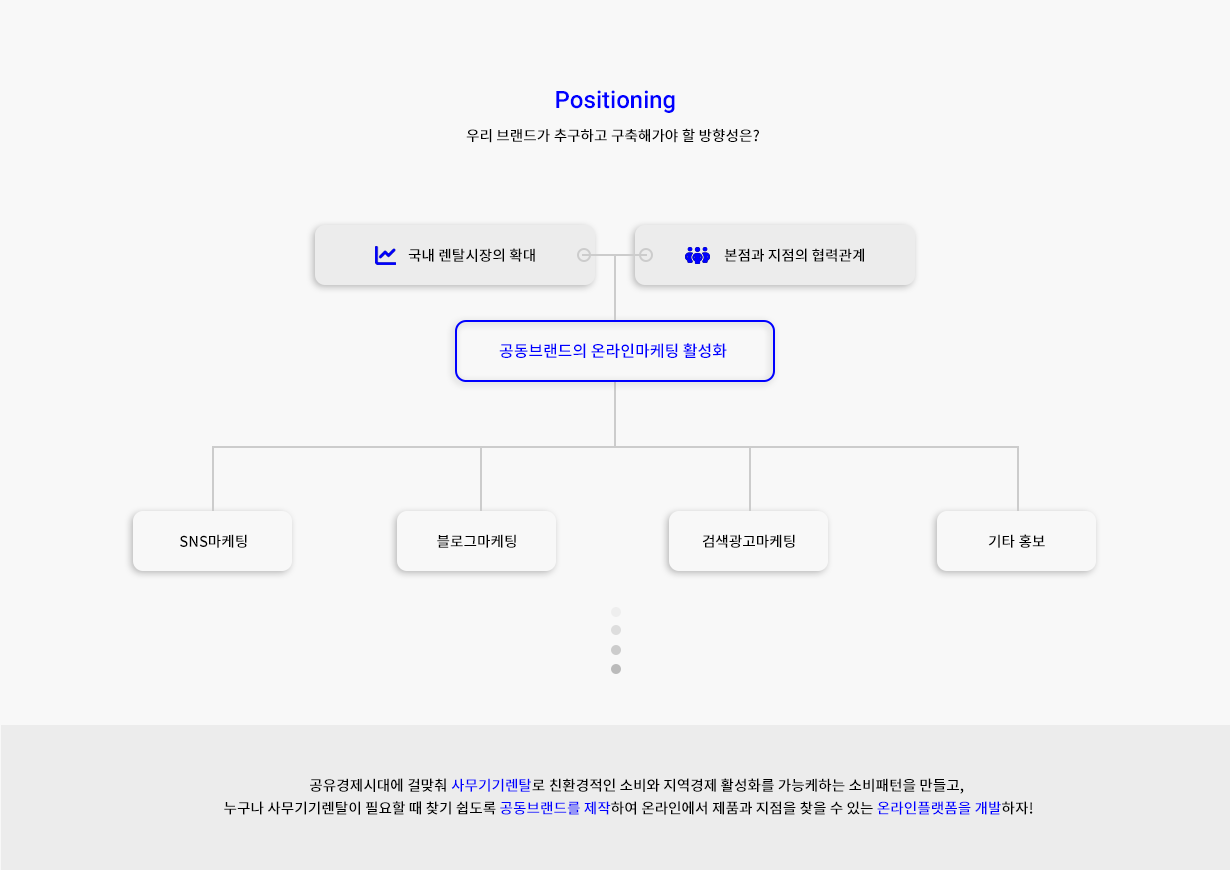 Positioning
우리 브랜드가 추구하고 구축해가야 할 방향성은?
국내 렌탈시장의 확대
본점과 지점의 협력관계
공동브랜드의 온라인마케팅 활성화
SNS마케팅
블로그마케팅
검색광고마케팅
기타 홍보
공유경제시대에 걸맞춰 사무기기렌탈로 친환경적인 소비와 지역경제 활성화를 가능케하는 소비패턴을 만들고,
누구나 사무기기렌탈이 필요할 때 찾기 쉽도록 공동브랜드를 제작하여 온라인에서 제품과 지점을 찾을 수 있는 온라인플랫폼을 개발하자!